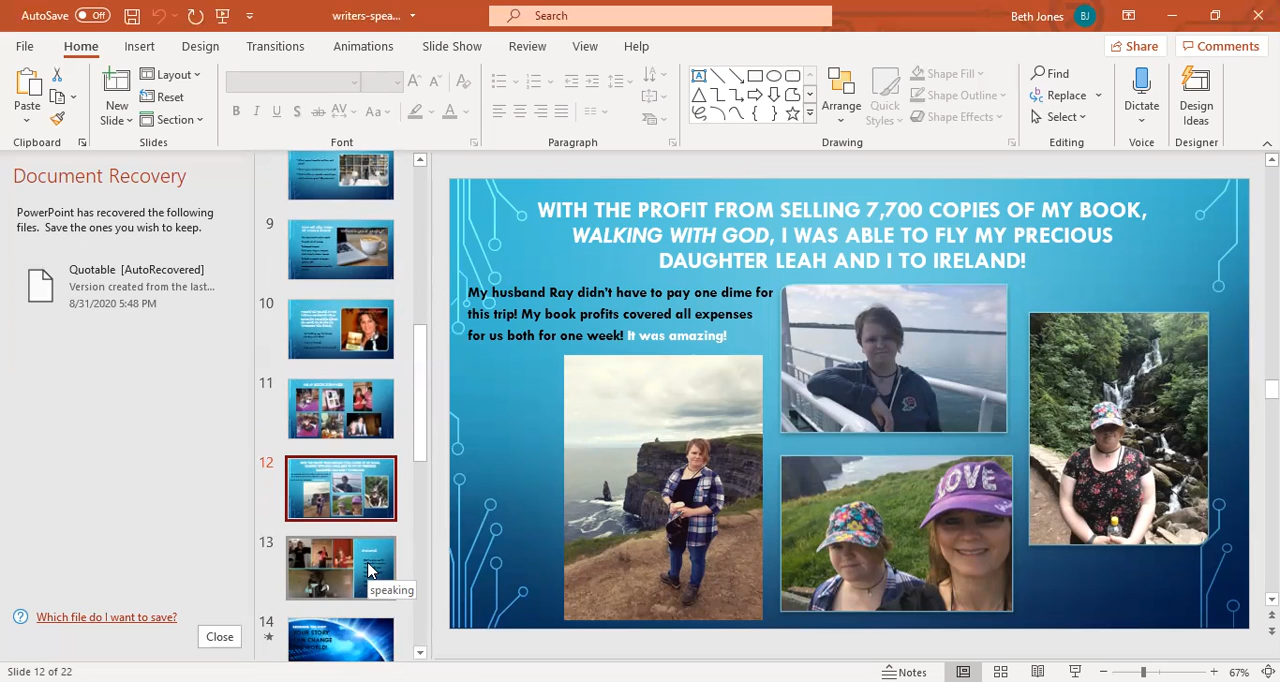 AutoSave Off
writers-spea...
Search
Beth Jones BJ
File Home Insert Design Transitions Animations Slide Show Review View Help
Share Comments
Paste
New
Slide
Layout
Reset
Section
Aa
Arrange
Quick
Styles
Shape Fill
Shape Outline
Shape Effects
Find
Replace
Select
Dictate
Design
Ideas
Clipboard Slides Font Paragraph Drawing Editing Voice Designer
Document Recovery
PowerPoint has recovered the following
files. Save the ones you wish to keep.
Quotable [AutoRecovered]
Version created from the last...
8/31/2020 5:48 PM
Which file do I want to save?
Close
9
10
11
12
13
speaking
14
WITH THE PROFIT FROM SELLING 7,700 COPIES OF MY BOOK,
WALKING WITH GOD, I WAS ABLE TO FLY MY PRECIOUS
DAUGHTER LEAH AND I TO IRELAND!
My husband Ray didn't have to pay one dime for
this trip! My book profits covered all expenses
for us both for one week! It was amazing!
LOVE
Slide 12 of 22
Notes
67%